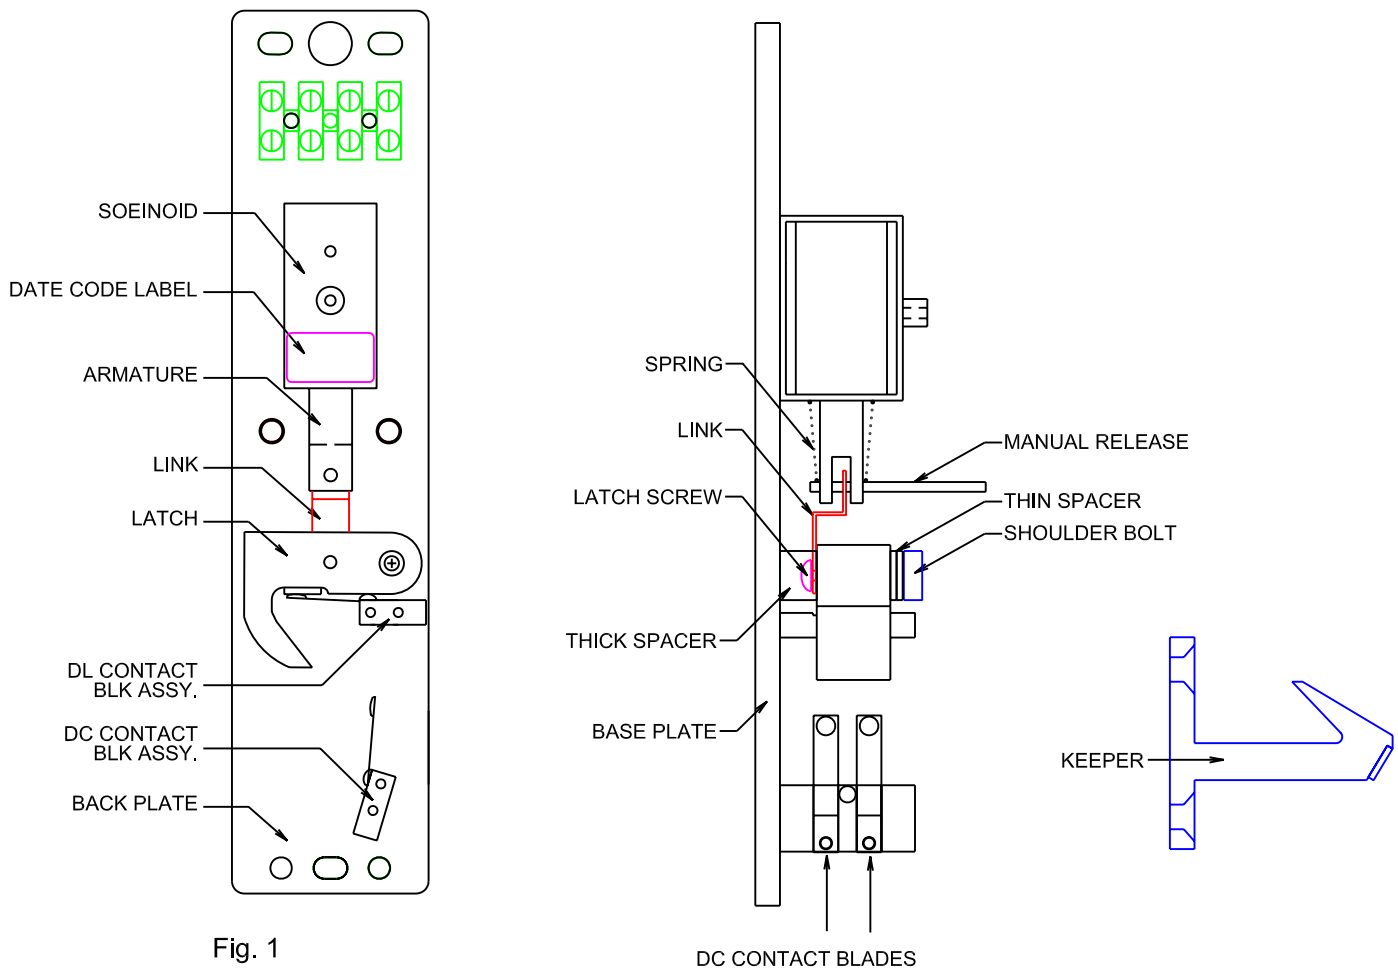 SOEINOID
DATE CODE LABEL
ARMATURE
LINK
LATCH
DL CONTACT
BLK ASSY.
DC CONTACT
BLK ASSY.
BACK PLATE
Fig. 1
SPRING
LINK
LATCH SCREW
MANUAL RELEASE
THIN SPACER
SHOULDER BOLT
THICK SPACER
BASE PLATE
DC CONTACT BLADES
KEEPER